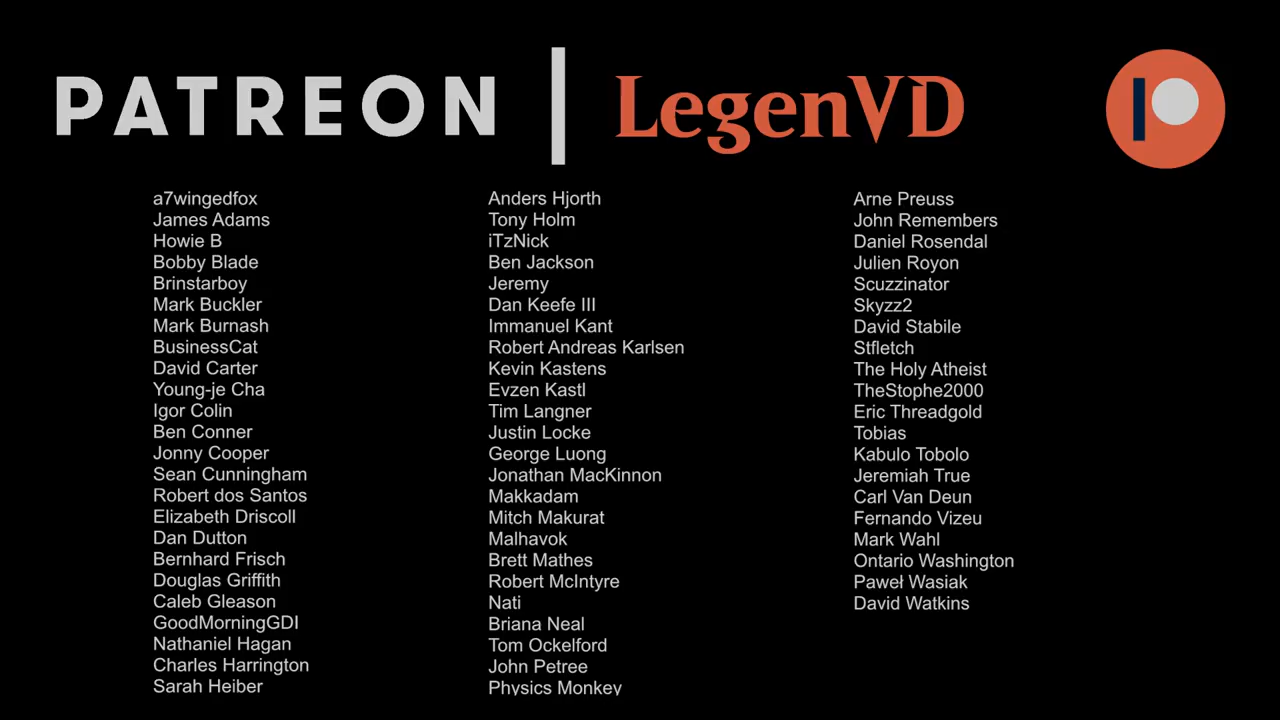 PATREON | LegenVD
a7wingedfox
James Adams
Howie B
Bobby Blade
Brinstarboy
Mark Buckler
Mark Burnash
BusinessCat
David Carter
Young-je Cha
Igor Colin
Ben Conner
Jonny Cooper
Sean Cunningham
Robert dos Santos
Elizabeth Driscoll
Dan Dutton
Bernhard Frisch
Douglas Griffith
Caleb Gleason
GoodMorningGDI
Nathaniel Hagan
Charles Harrington
Sarah Heiber
Anders Hjorth
Tony Holm
iTzNick
Ben Jackson
Jeremy
Dan Keefe III
Immanuel Kant
Robert Andreas Karlsen
Kevin Kastens
Evzen Kastl
Tim Langner
Justin Locke
George Luong
Jonathan MacKinnon
Makkadam
Mitch Makurat
Malhavok
Brett Mathes
Robert McIntyre
Nati
Briana Neal
Tom Ockelford
John Petree
Physics Monkey
Arne Preuss
John Remembers
Daniel Rosendal
Julien Royon
Scuzzinator
Skyzz2
David Stabile
Stfletch
The Holy Atheist
TheStophe2000
Eric Threadgold
Tobias
Kabulo Tobolo
Jeremiah True
Carl Van Deun
Fernando Vizeu
Mark Wahl
Ontario Washington
Paweł Wasiak
David Watkins